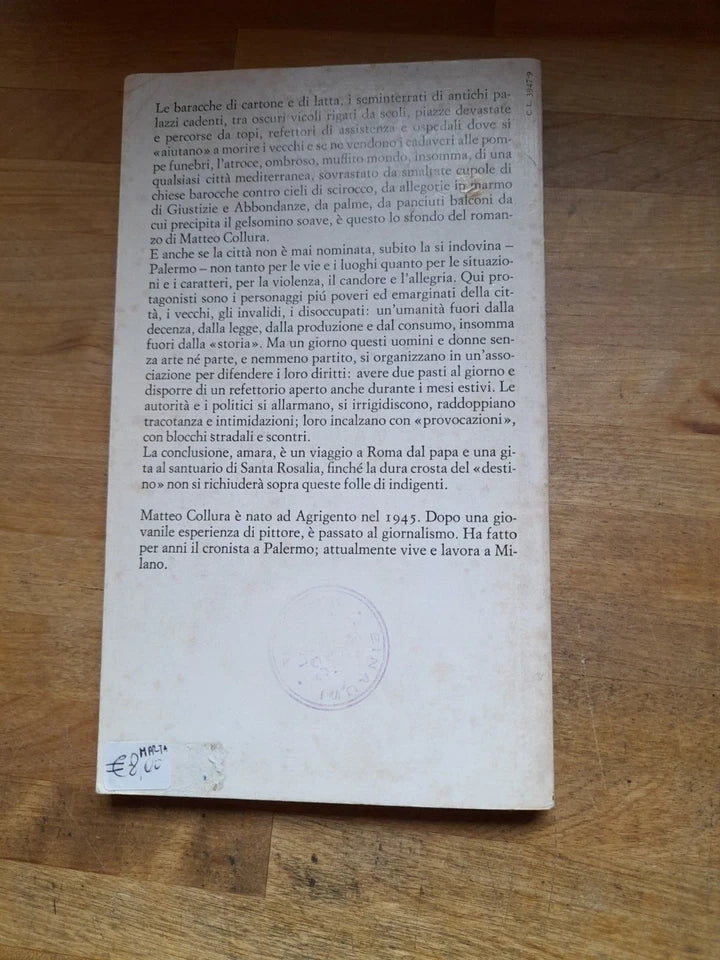 Le baracche di cartone e di latta, i seminterrati di antichi pa-
lazzi cadenti, tra oscuri vicoli rigati da scoli, piazze devastate
e percorse da topi, refettori di assistenza e ospedali dove si
«aiutano» a morire i vecchi e se ne vendono i cadaveri alle pom-
pe funebri, l'atroce, ombroso, muffito mondo, insomma, di una
qualsiasi città mediterranea, sovrastato da smaltate cupole di
chiese barocche contro cieli di scirocco, da allegorie in marmo
di Giustizie e Abbondanze, da palme, da panciuti balconi da
cui precipita il gelsomino soave, è questo lo sfondo del roman-
zo di Matteo Collura.
E anche se la città non è mai nominata, subito la si indovina –
Palermo – non tanto per le vie e i luoghi quanto per le situazio-
ni e i caratteri, per la violenza, il candore e l'allegria. Qui pro-
tagonisti sono i personaggi piú poveri ed emarginati della cit-
tà, i vecchi, gli invalidi, i disoccupati: un'umanità fuori dalla
decenza, dalla legge, dalla produzione e dal consumo, insomma
fuori dalla «storia». Ma un giorno questi uomini e donne sen-
za arte né parte, e nemmeno partito, si organizzano in un'asso-
ciazione per difendere i loro diritti: avere due pasti al giorno e
disporre di un refettorio aperto anche durante i mesi estivi. Le
autorità e i politici si allarmano, si irrigidiscono, raddoppiano
tracotanza e intimidazioni; loro incalzano con «provocazioni»,
con blocchi stradali e scontri.
La conclusione, amara, è un viaggio a Roma dal papa e una gi-
ta al santuario di Santa Rosalia, finché la dura crosta del «desti-
no» non si richiuderà sopra queste folle di indigenti.
Matteo Collura è nato ad Agrigento nel 1945. Dopo una gio-
vanile esperienza di pittore, è passato al giornalismo. Ha fatto
per anni il cronista a Palermo; attualmente vive e lavora a Mi-
lano.
C. L. 3947-9
EINAUDI
MARTA
€ 8,00